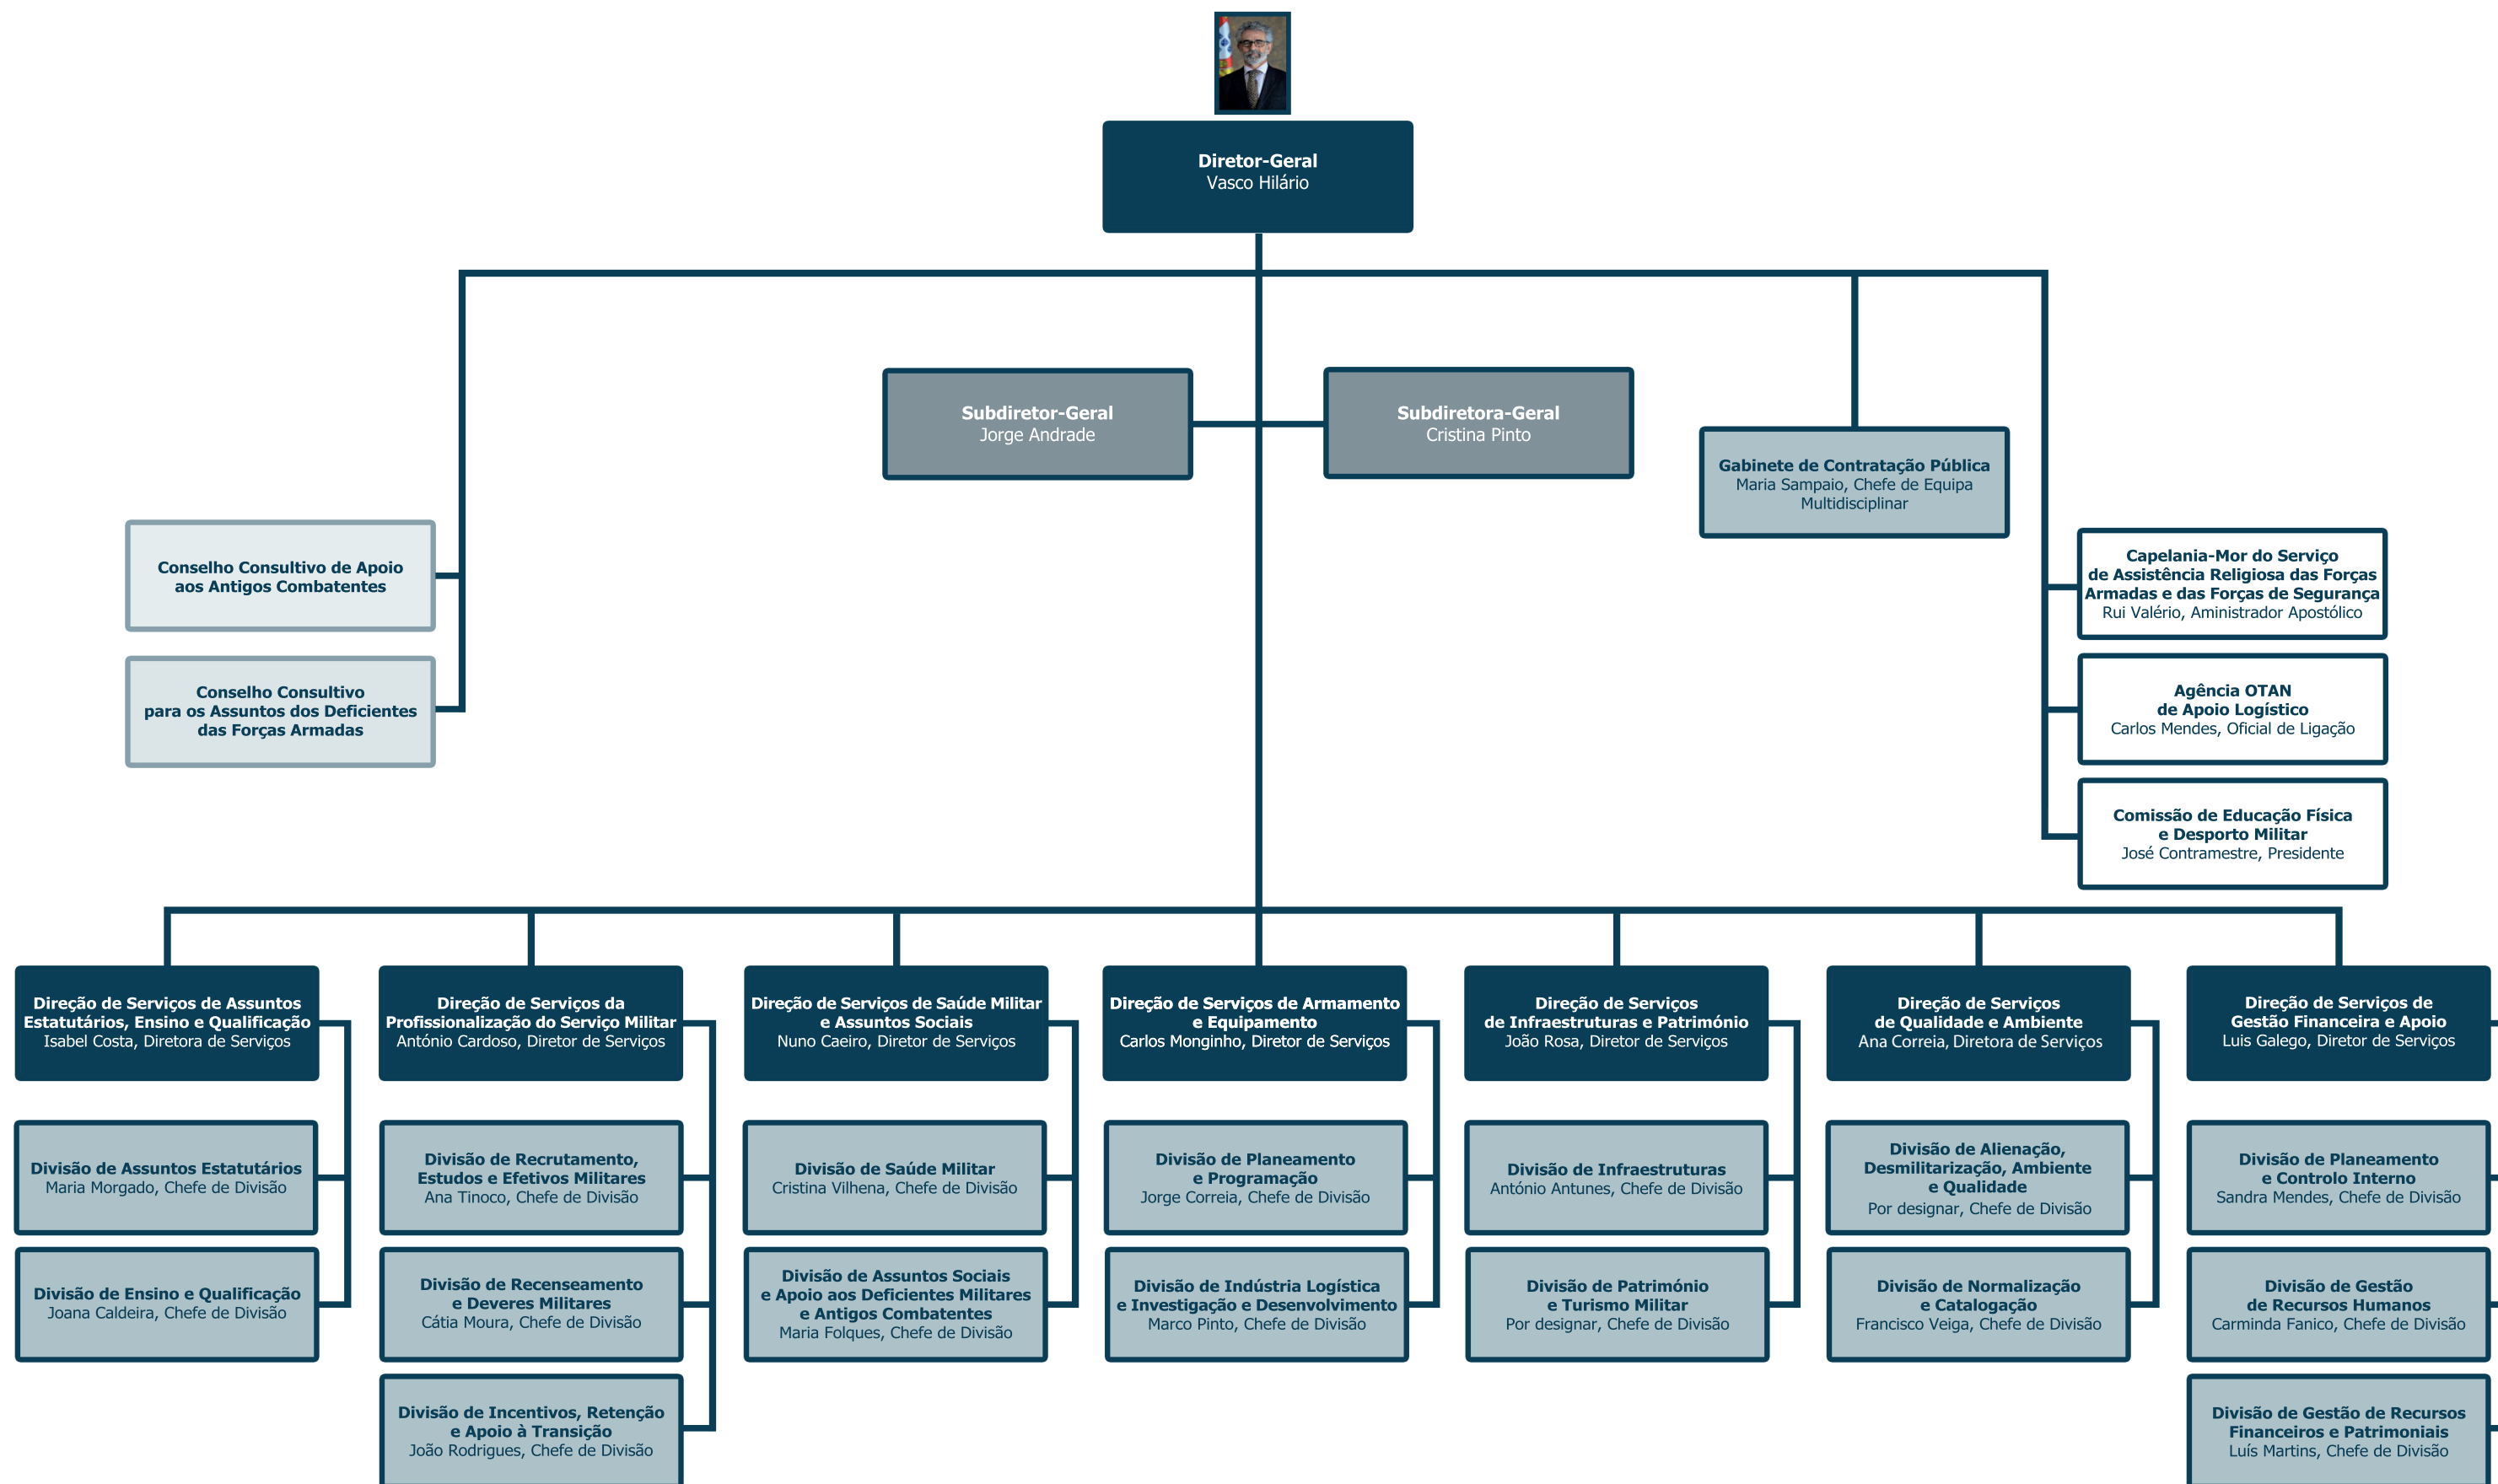 Diretor-Geral
Vasco Hilário
Subdiretor-Geral
Jorge Andrade
Subdiretora-Geral
Cristina Pinto
Gabinete de Contratação Pública
Maria Sampaio, Chefe de Equipa
Multidisciplinar
Conselho Consultivo de Apoio
aos Antigos Combatentes
Conselho Consultivo
para os Assuntos dos Deficientes
das Forças Armadas
Capelania-Mor do Serviço
de Assistência Religiosa das Forças
Armadas e das Forças de Segurança
Rui Valério, Aministrador Apostólico
Agência OTAN
de Apoio Logístico
Carlos Mendes, Oficial de Ligação
Comissão de Educação Física
e Desporto Militar
José Contramestre, Presidente
Direção de Serviços de Assuntos
Estatutários, Ensino e Qualificação
Isabel Costa, Diretora de Serviços
Divisão de Assuntos Estatutários
Maria Morgado, Chefe de Divisão
Divisão de Ensino e Qualificação
Joana Caldeira, Chefe de Divisão
Direção de Serviços da
Profissionalização do Serviço Militar
António Cardoso, Diretor de Serviços
Divisão de Recrutamento,
Estudos e Efetivos Militares
Ana Tinoco, Chefe de Divisão
Divisão de Recenseamento
e Deveres Militares
Cátia Moura, Chefe de Divisão
Divisão de Incentivos, Retenção
e Apoio à Transição
João Rodrigues, Chefe de Divisão
Direção de Serviços de Saúde Militar
e Assuntos Sociais
Nuno Caeiro, Diretor de Serviços
Divisão de Saúde Militar
Cristina Vilhena, Chefe de Divisão
Divisão de Assuntos Sociais
e Apoio aos Deficientes Militares
e Antigos Combatentes
Maria Folques, Chefe de Divisão
Direção de Serviços de Armamento
e Equipamento
Carlos Monginho, Diretor de Serviços
Divisão de Planeamento
e Programação
Jorge Correia, Chefe de Divisão
Divisão de Indústria Logística
e Investigação e Desenvolvimento
Marco Pinto, Chefe de Divisão
Direção de Serviços
de Infraestruturas e Património
João Rosa, Diretor de Serviços
Divisão de Infraestruturas
António Antunes, Chefe de Divisão
Divisão de Património
e Turismo Militar
Por designar, Chefe de Divisão
Direção de Serviços
de Qualidade e Ambiente
Ana Correia, Diretora de Serviços
Divisão de Alienação,
Desmilitarização, Ambiente
e Qualidade
Por designar, Chefe de Divisão
Divisão de Normalização
e Catalogação
Francisco Veiga, Chefe de Divisão
Direção de Serviços de
Gestão Financeira e Apoio
Luis Galego, Diretor de Serviços
Divisão de Planeamento
e Controlo Interno
Sandra Mendes, Chefe de Divisão
Divisão de Gestão
de Recursos Humanos
Carminda Fanico, Chefe de Divisão
Divisão de Gestão de Recursos
Financeiros e Patrimoniais
Luís Martins, Chefe de Divisão